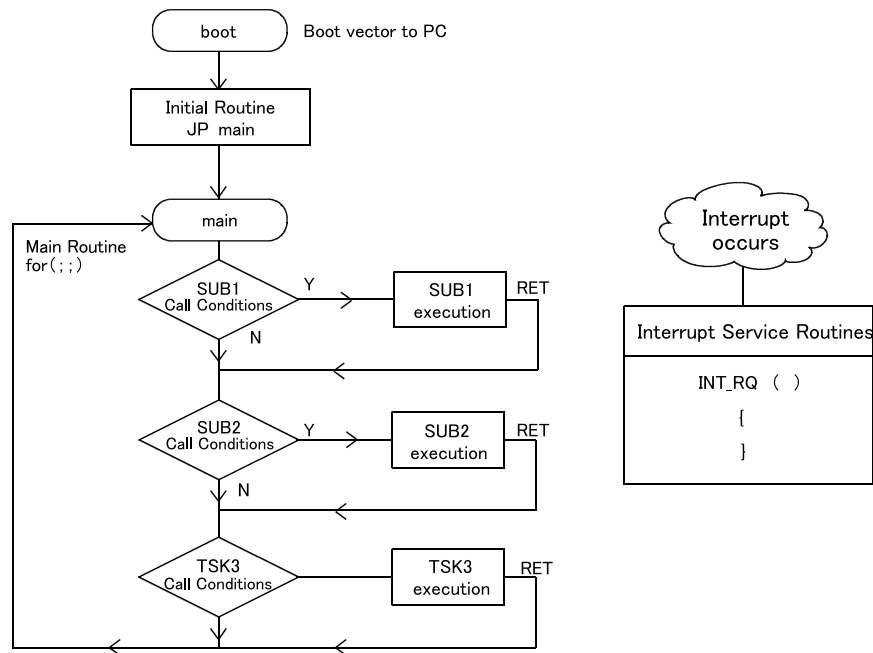 boot
Boot vector to PC
Initial Routine
JP main
main
Main Routine
for(;;)
SUB1
Call Conditions
Y
SUB1
execution
RET
N
SUB2
Call Conditions
Y
SUB2
execution
RET
N
TSK3
Call Conditions
TSK3
execution
RET
Interrupt
occurs
Interrupt Service Routines
INT_RQ ( )
{
}